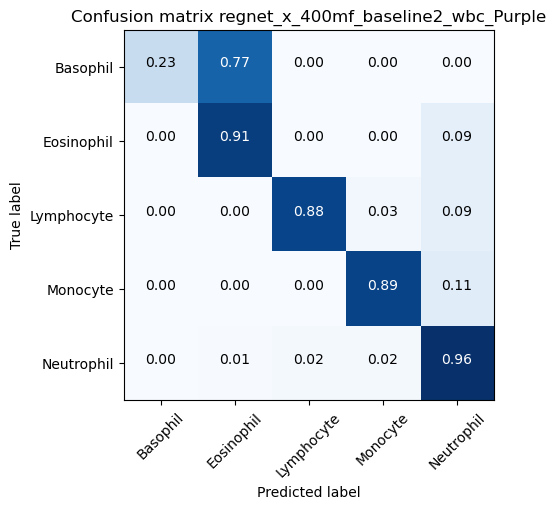 Confusion matrix regnet_x_400mf_baseline2_wbc_Purple
Basophil 0.23 0.77 0.00 0.00 0.00
Eosinophil 0.00 0.91 0.00 0.00 0.09
Lymphocyte 0.00 0.00 0.88 0.03 0.09
Monocyte 0.00 0.00 0.00 0.89 0.11
Neutrophil 0.00 0.01 0.02 0.02 0.96
True label
Basophil Eosinophil Lymphocyte Monocyte Neutrophil
Predicted label